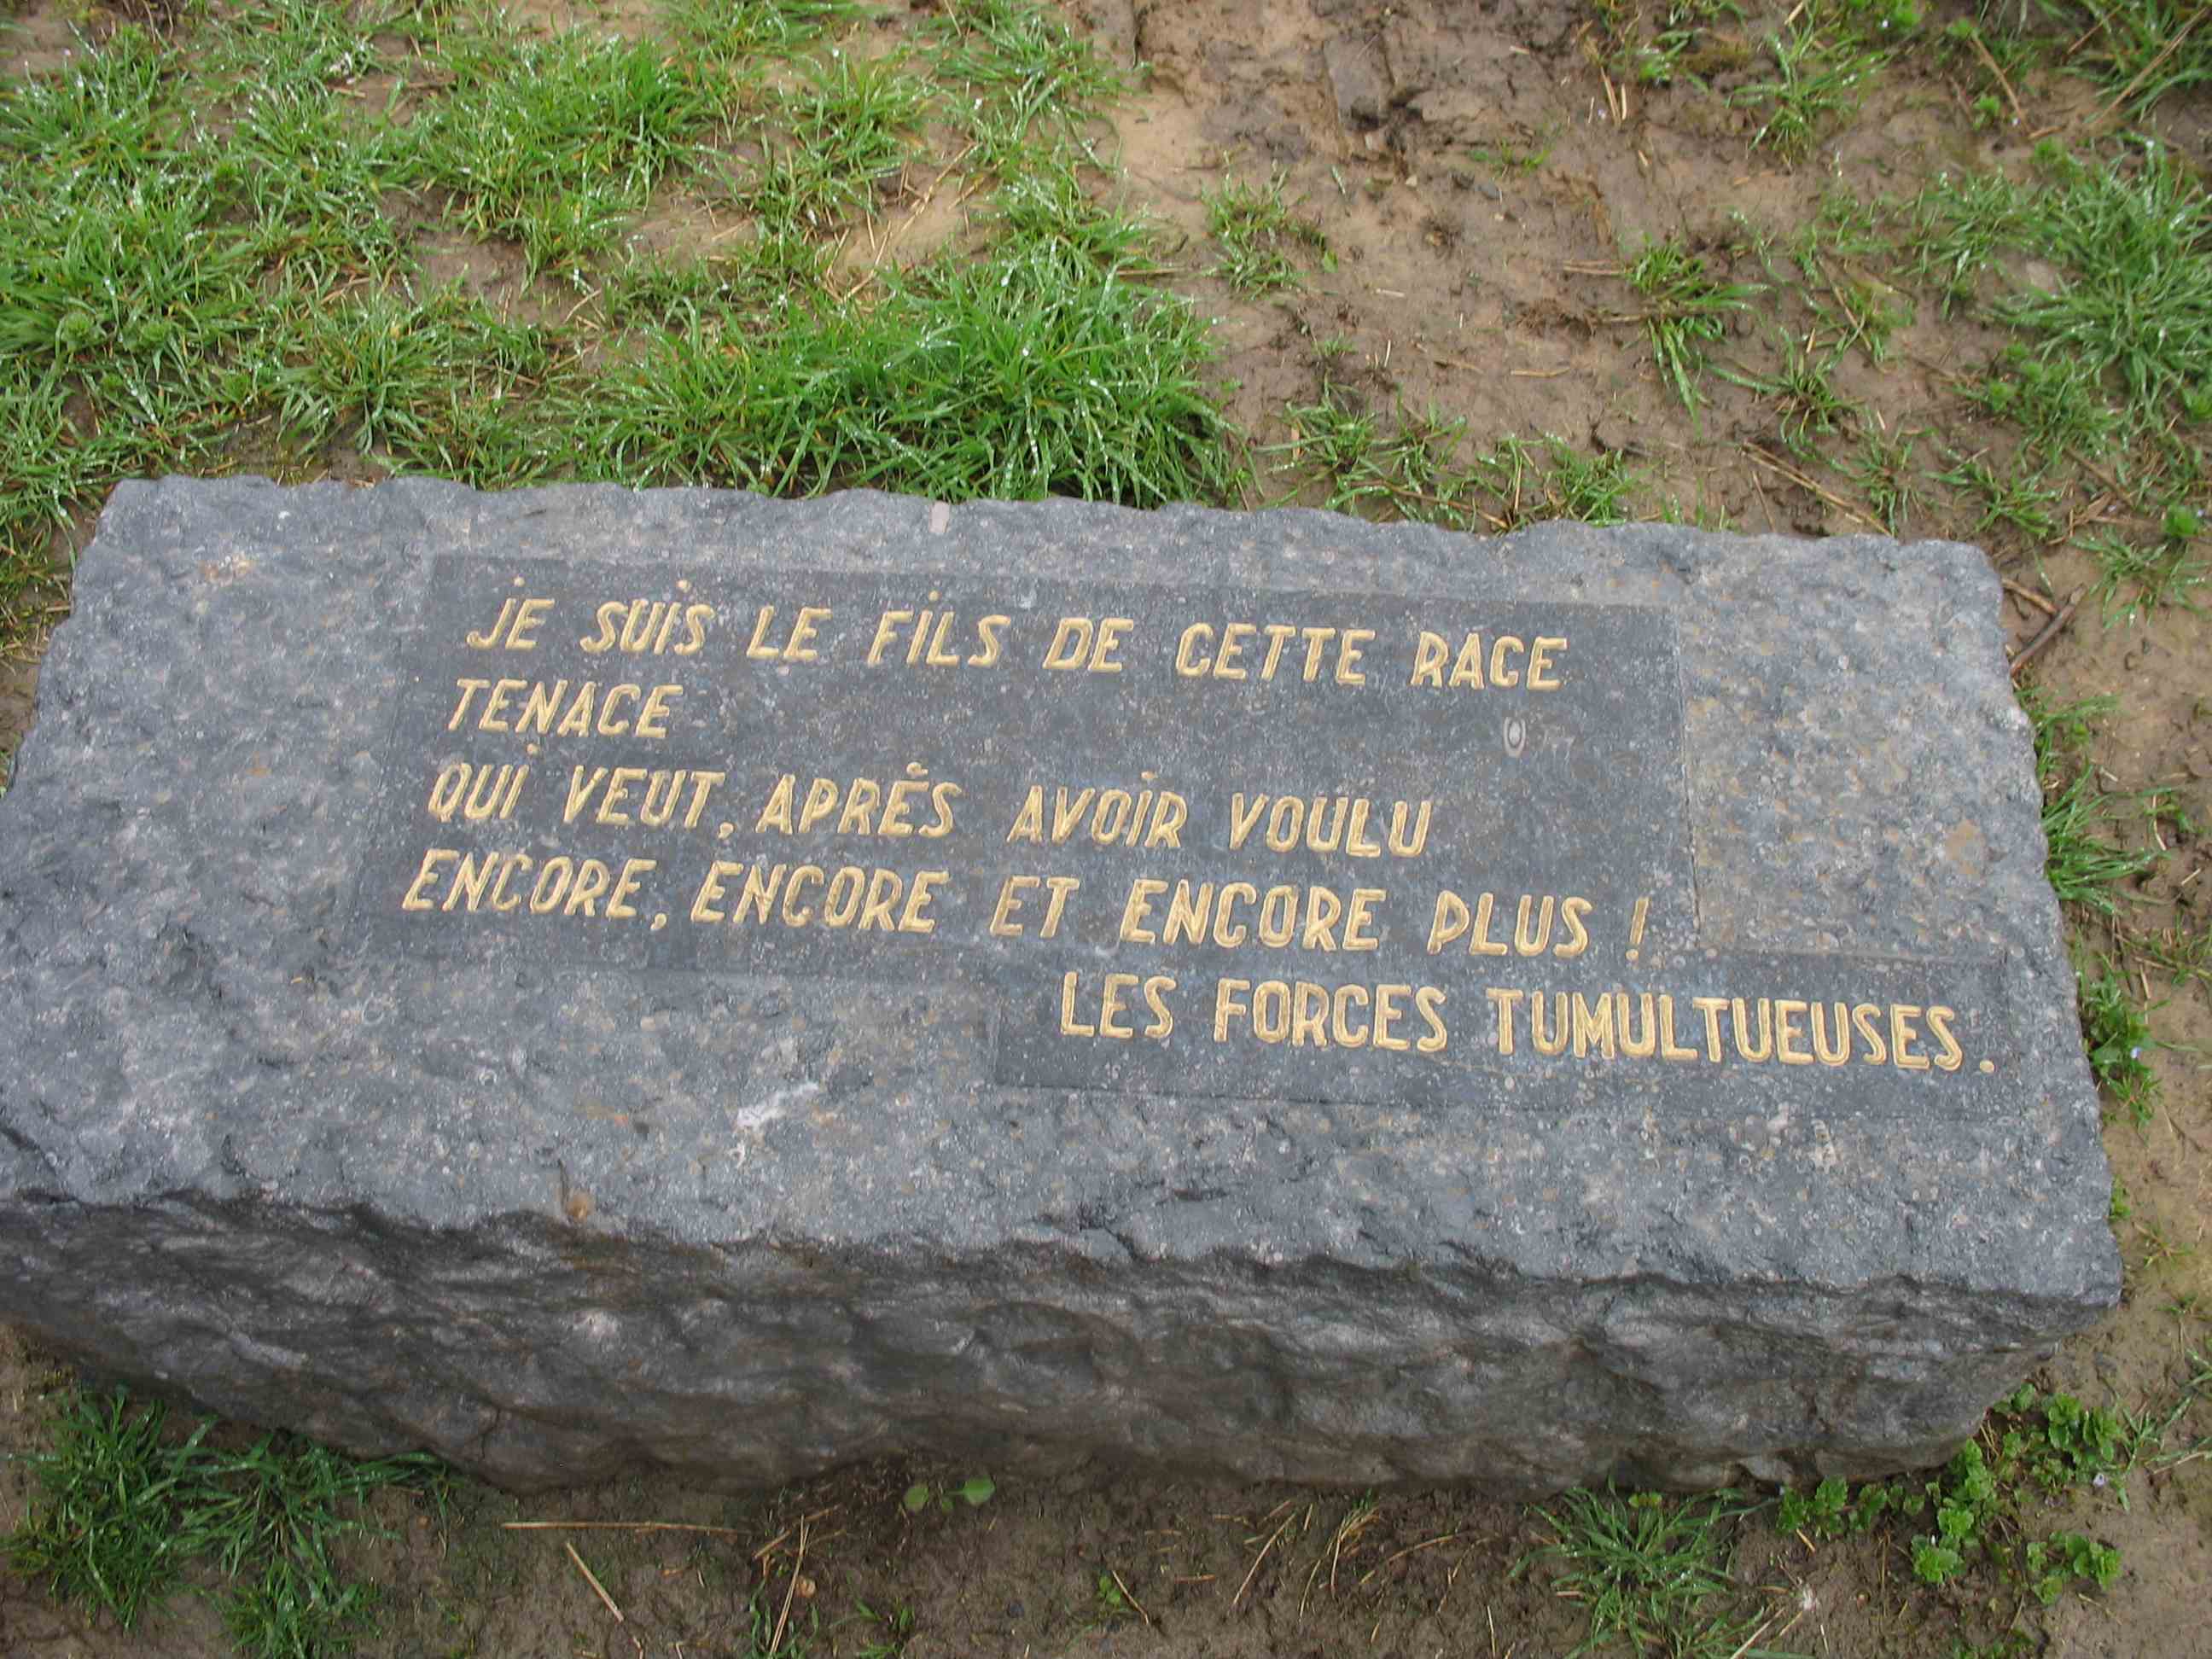 JE SUIS LE FILS DE CETTE RACE
TENACE
QUI VEUT, APRÈS AVOIR VOULU
ENCORE, ENCORE ET ENCORE PLUS !
LES FORCES TUMULTUEUSES.